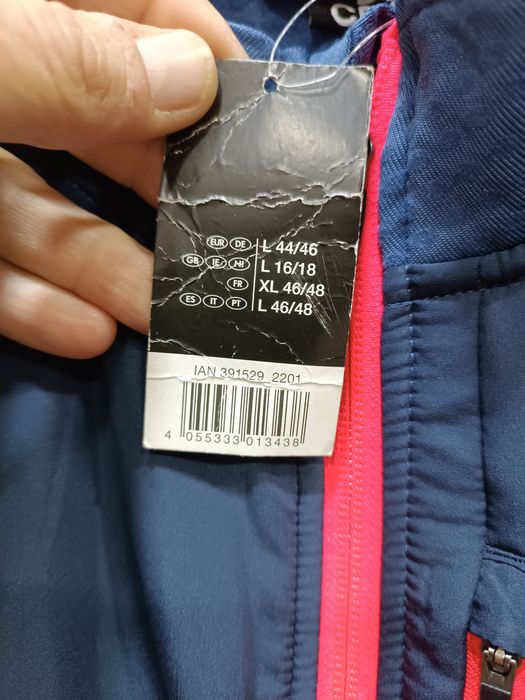 EUR DE L 44/46
GB IE NI L 16/18
FR XL 46/48
ES IT PT L 46/48
IAN 391529_2201
4 055333 013438